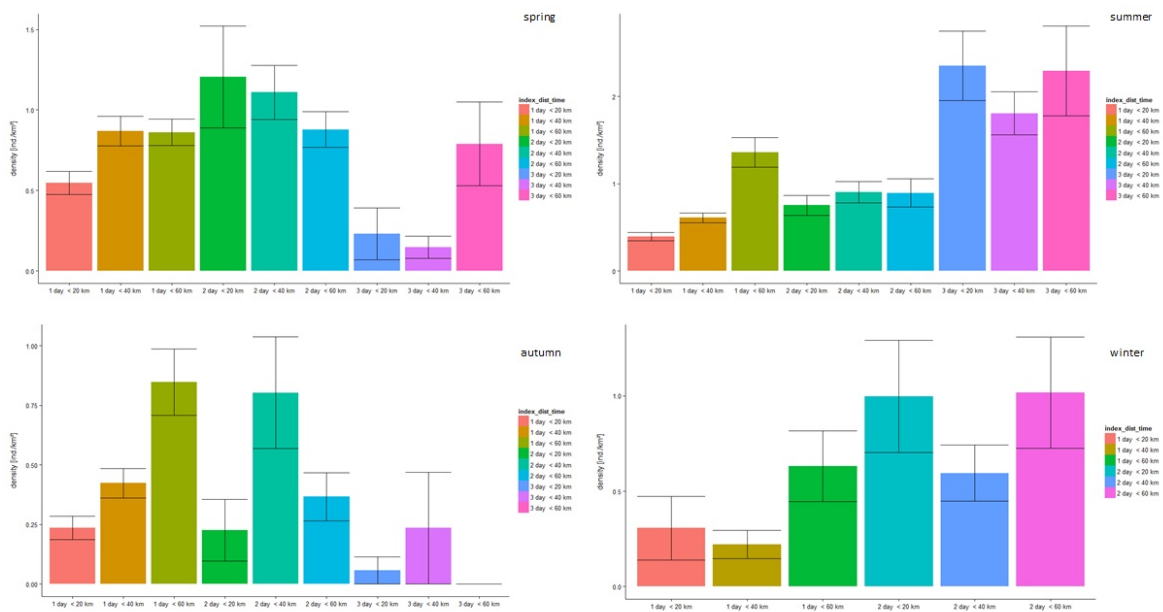 spring
1.5
1.0
0.5
0.0
density [ind./km²]
1 day < 20 km 1 day < 40 km 1 day < 60 km 2 day < 20 km 2 day < 40 km 2 day < 60 km 3 day < 20 km 3 day < 40 km 3 day < 60 km
index_dist_time
1 day < 20 km
1 day < 40 km
1 day < 60 km
2 day < 20 km
2 day < 40 km
2 day < 60 km
3 day < 20 km
3 day < 40 km
3 day < 60 km
summer
2
1
0
density [ind./km²]
1 day < 20 km 1 day < 40 km 1 day < 60 km 2 day < 20 km 2 day < 40 km 2 day < 60 km 3 day < 20 km 3 day < 40 km 3 day < 60 km
index_dist_time
1 day < 20 km
1 day < 40 km
1 day < 60 km
2 day < 20 km
2 day < 40 km
2 day < 60 km
3 day < 20 km
3 day < 40 km
3 day < 60 km
autumn
1.00
0.75
0.50
0.25
0.00
density [ind./km²]
1 day < 20 km 1 day < 40 km 1 day < 60 km 2 day < 20 km 2 day < 40 km 2 day < 60 km 3 day < 20 km 3 day < 40 km 3 day < 60 km
index_dist_time
1 day < 20 km
1 day < 40 km
1 day < 60 km
2 day < 20 km
2 day < 40 km
2 day < 60 km
3 day < 20 km
3 day < 40 km
3 day < 60 km
winter
1.0
0.5
0.0
density [ind./km²]
1 day < 20 km 1 day < 40 km 1 day < 60 km 2 day < 20 km 2 day < 40 km 2 day < 60 km
index_dist_time
1 day < 20 km
1 day < 40 km
1 day < 60 km
2 day < 20 km
2 day < 40 km
2 day < 60 km